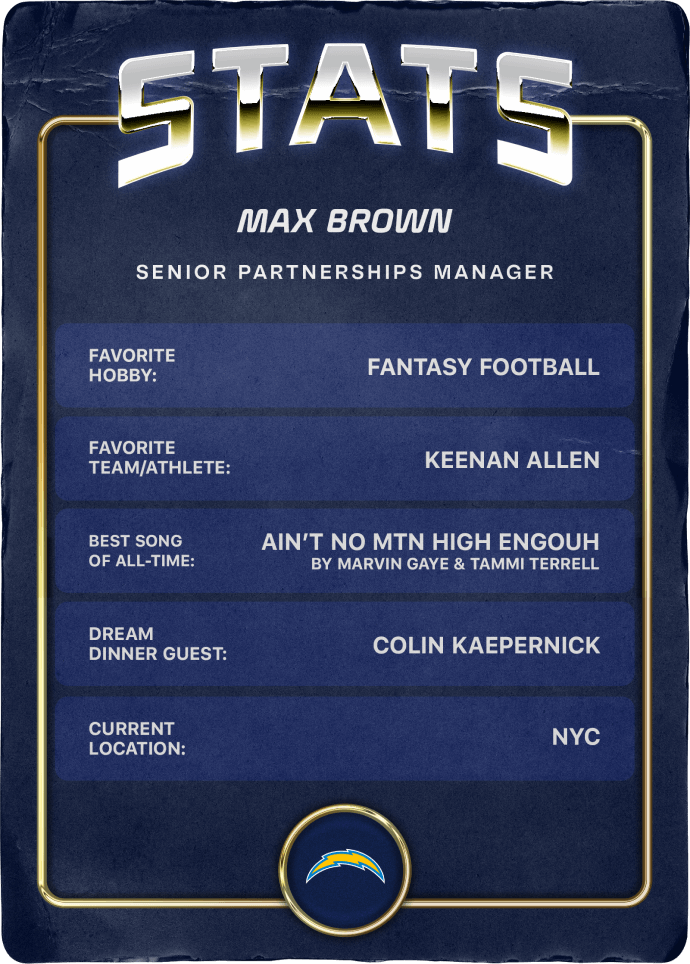 STATS
MAX BROWN
SENIOR PARTNERSHIPS MANAGER
FAVORITE
HOBBY:
FANTASY FOOTBALL
FAVORITE
TEAM/ATHLETE:
KEENAN ALLEN
BEST SONG
OF ALL-TIME:
AIN’T NO MTN HIGH ENGOUH
BY MARVIN GAYE & TAMMI TERRELL
DREAM
DINNER GUEST:
COLIN KAEPERNICK
CURRENT
LOCATION:
NYC